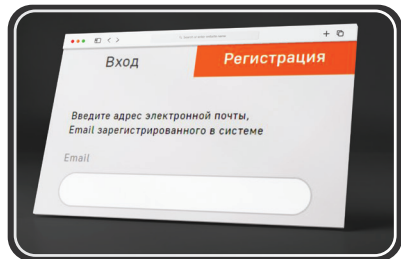 Вход
Регистрация
Введите адрес электронной почты,
Email зарегистрированного в системе
Email